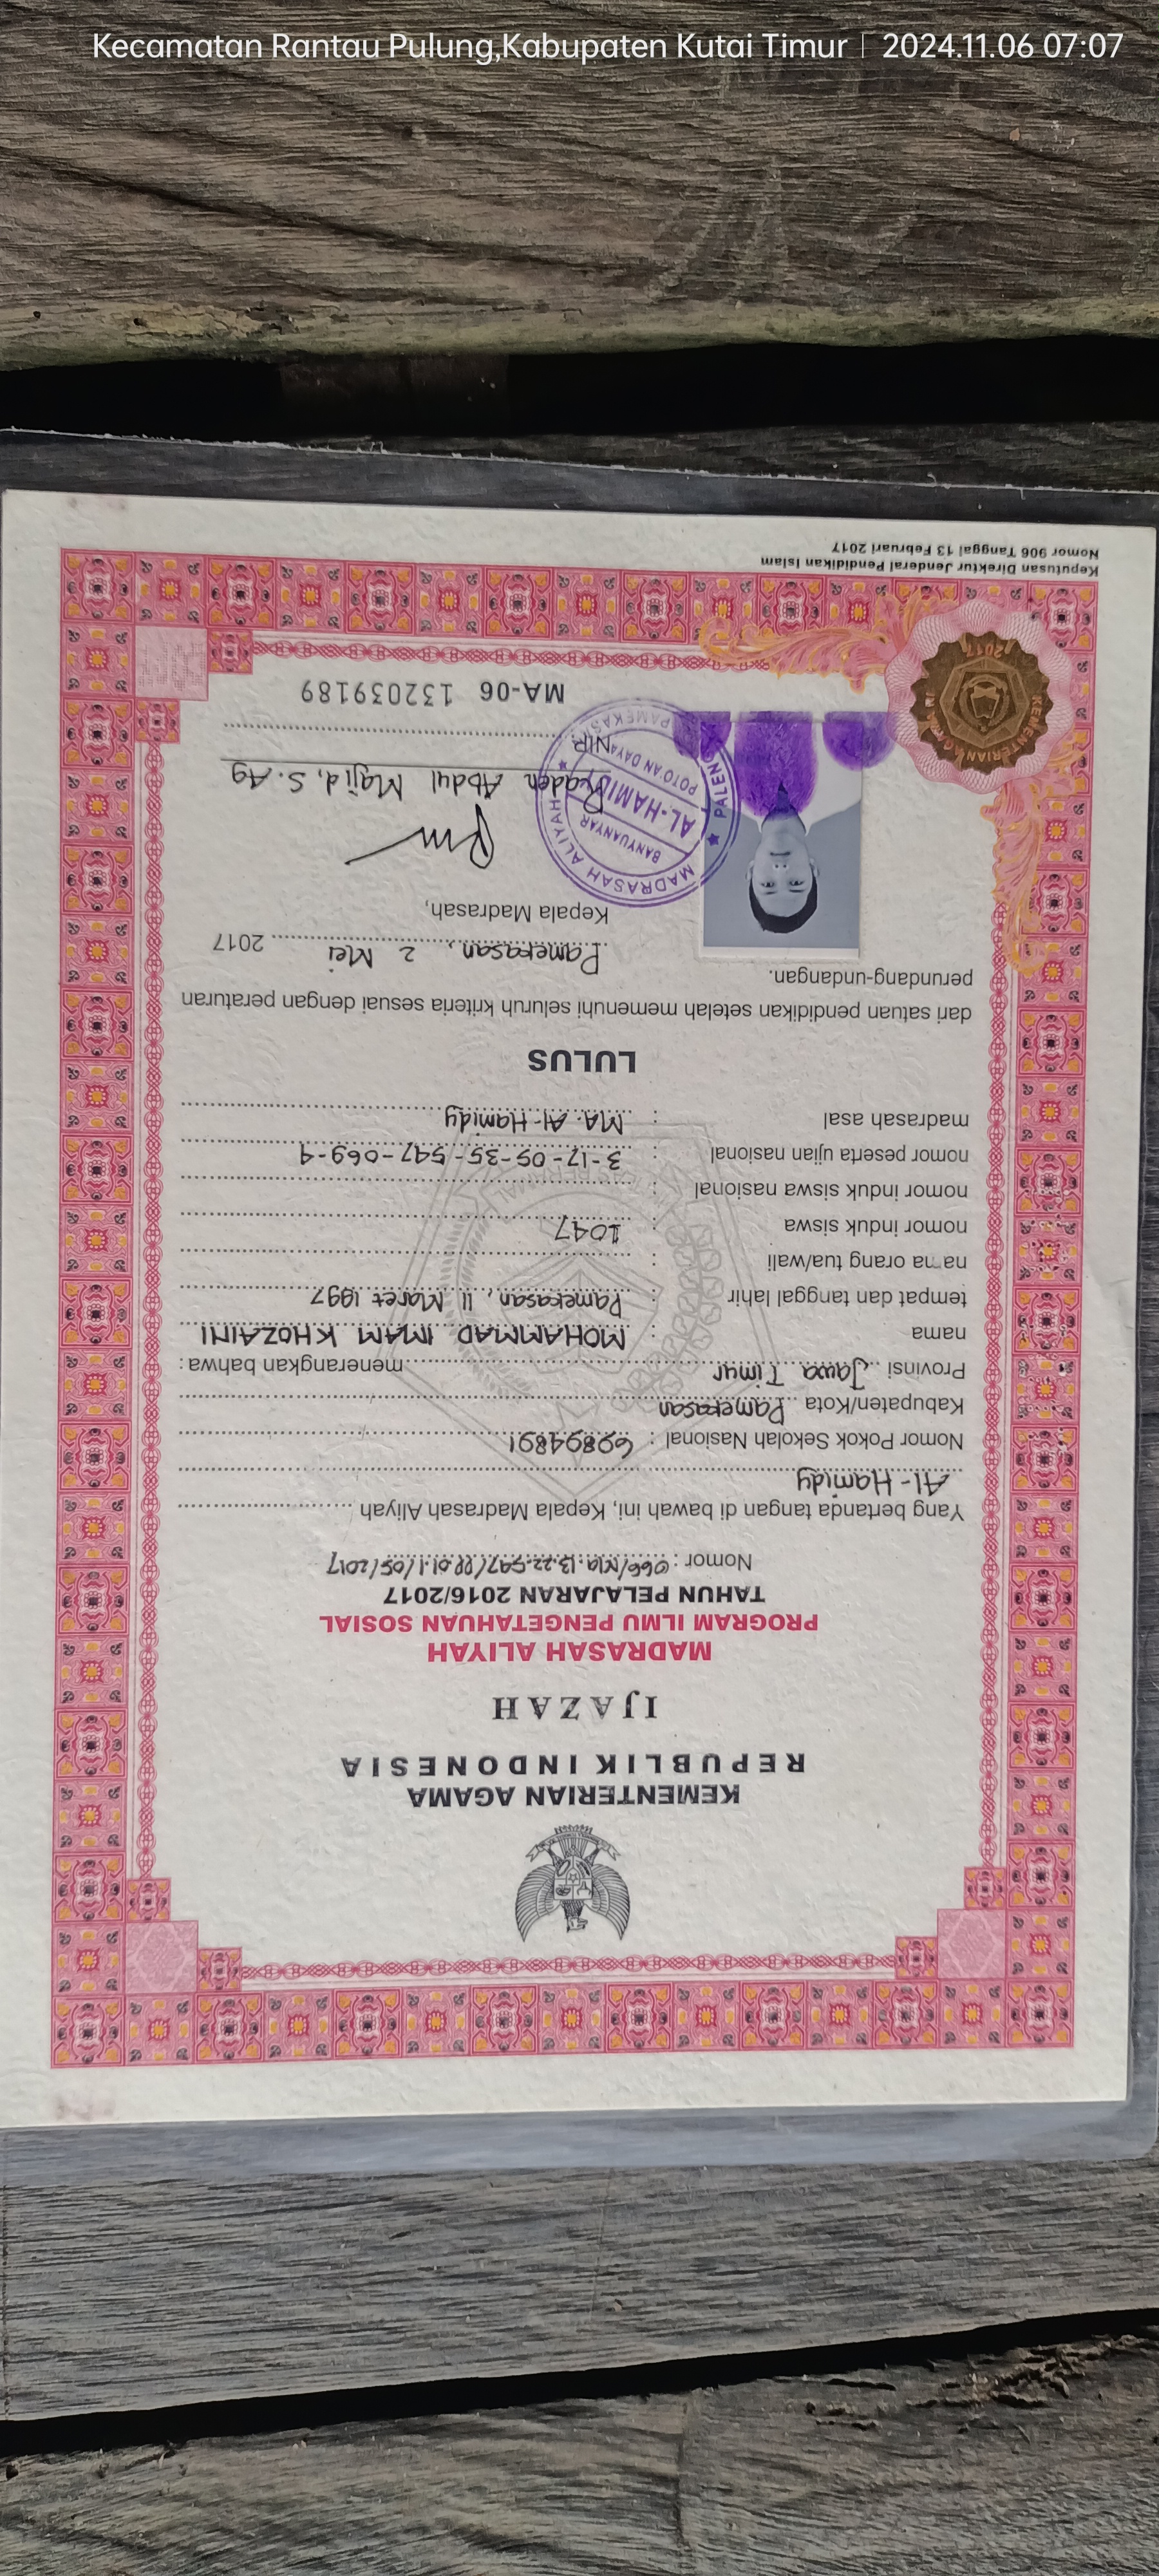 KEMENTERIAN AGAMA
REPUBLIK INDONESIA
IJAZAH
MADRASAH ALIYAH
PROGRAM ILMU PENGETAHUAN SOSIAL
TAHUN PELAJARAN 2016/2017
Nomor : 066/Ma.13.22.547/PP.01.1/05/2017
Yang bertanda tangan di bawah ini, Kepala Madrasah Aliyah
Al-Hamidy
Nomor Pokok Sekolah Nasional : 69894891
Kabupaten/Kota Pamekasan
Provinsi Jawa Timur menerangkan bahwa :
nama : MOHAMMAD IMAM KHOZAINI
tempat dan tanggal lahir : Pamekasan, 11 Maret 1997
nama orang tua/wali :
nomor induk siswa : 1047
nomor induk siswa nasional :
nomor peserta ujian nasional : 3-17-05-35-547-069-4
madrasah asal : MA. Al-Hamidy
LULUS
dari satuan pendidikan setelah memenuhi seluruh kriteria sesuai dengan peraturan
perundang-undangan.
Pamekasan, 2 Mei 2017
Kepala Madrasah,
MADRASAH ALIYAH
BANYUANYAR
AL-HAMIDY
POTO'AN DAYA
PALEN
PAMEKASAN
Raden Abdul Majid, S. Ag
NIP.
MA-06 132039189
KEMENTERIAN AGAMA RI
2017
Keputusan Direktur Jenderal Pendidikan Islam
Nomor 906 Tanggal 13 Februari 2017
Kecamatan Rantau Pulung,Kabupaten Kutai Timur | 2024.11.06 07:07